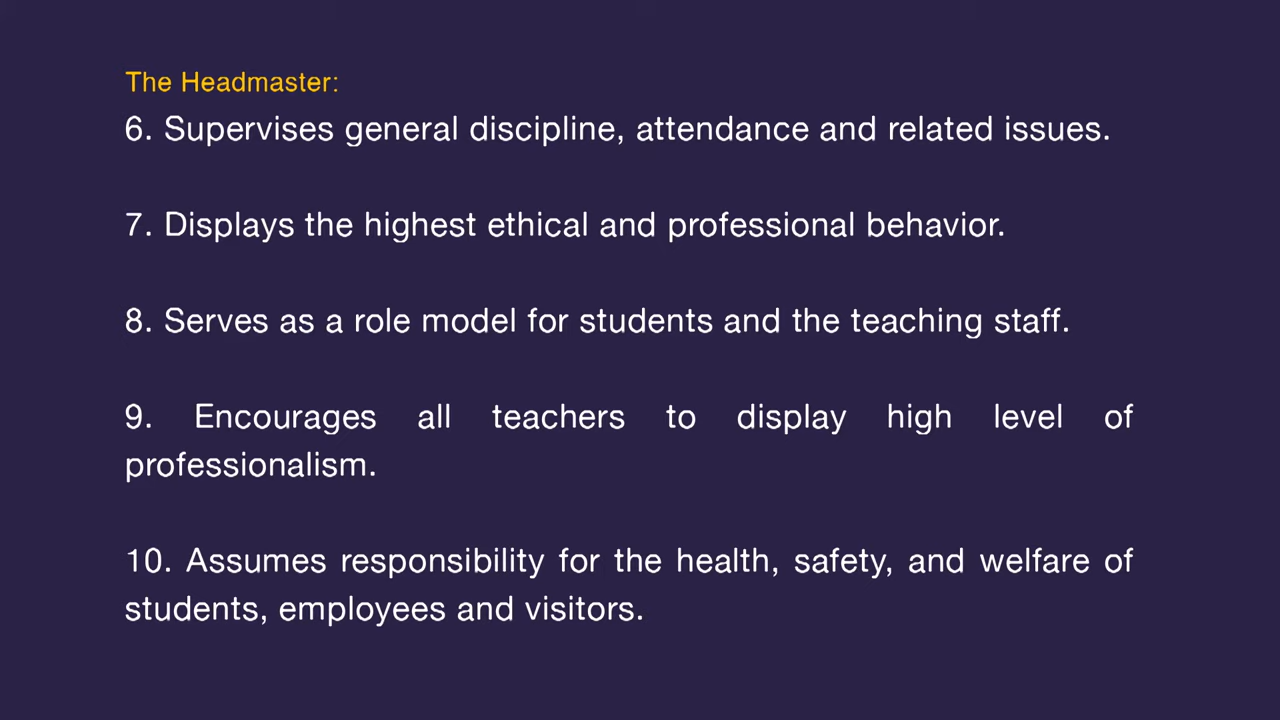 The Headmaster:
6. Supervises general discipline, attendance and related issues.
7. Displays the highest ethical and professional behavior.
8. Serves as a role model for students and the teaching staff.
9. Encourages all teachers to display high level of
professionalism.
10. Assumes responsibility for the health, safety, and welfare of
students, employees and visitors.